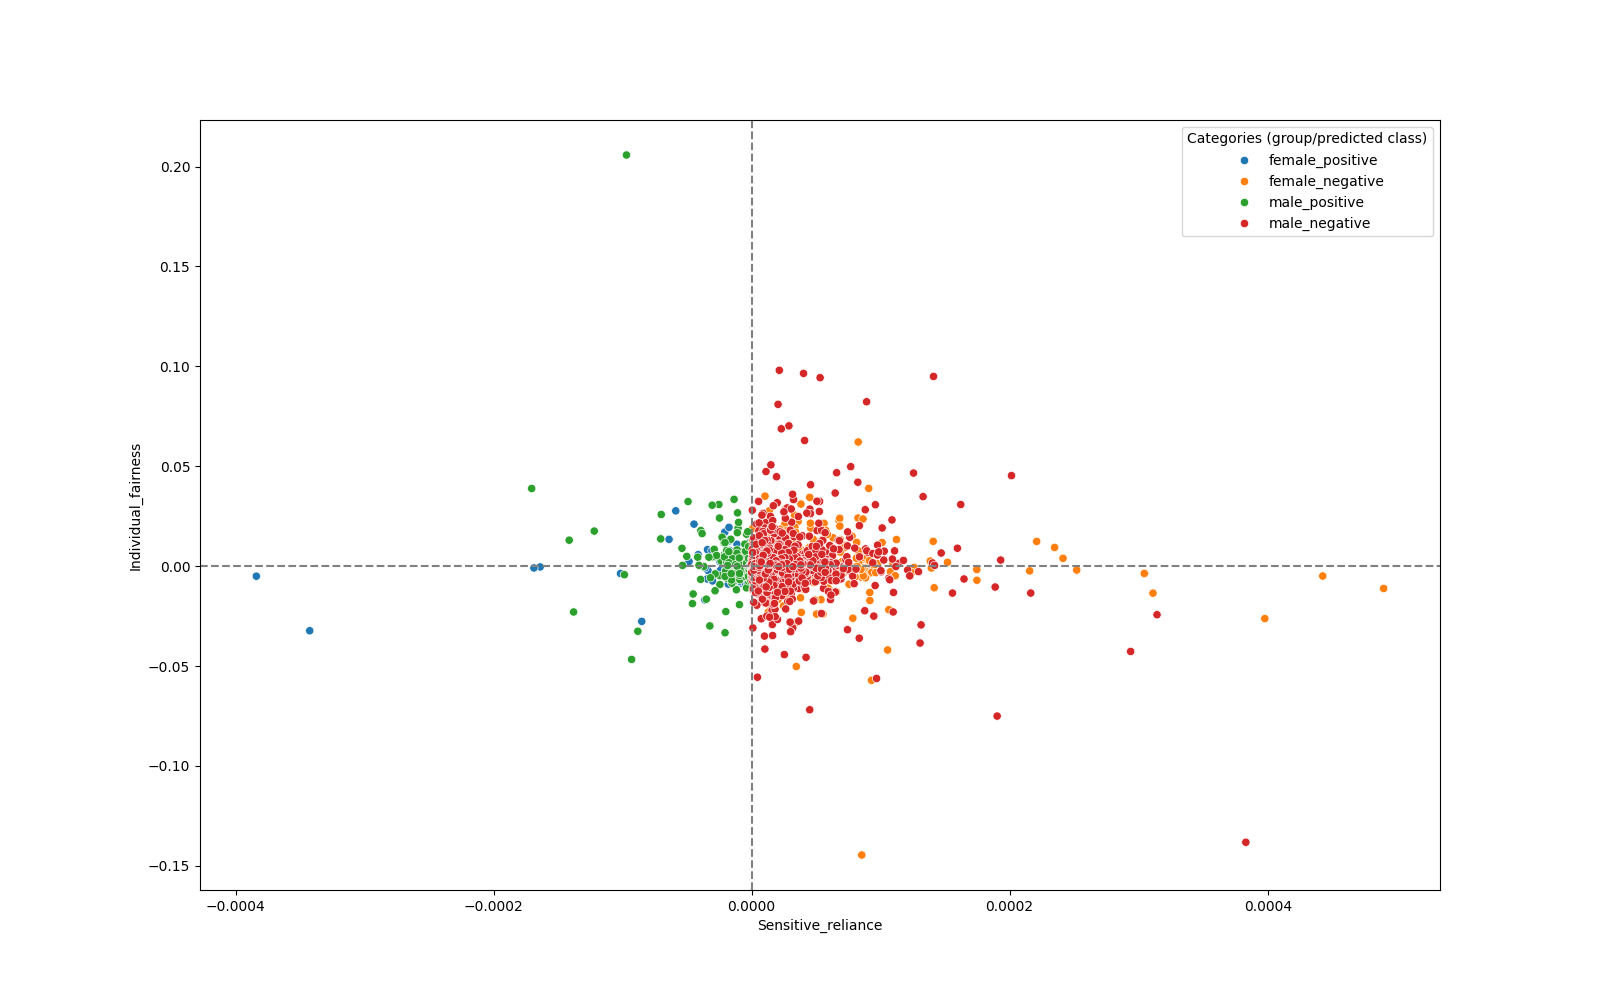 Categories (group/predicted class)
female_positive
female_negative
male_positive
male_negative
0.20
0.15
0.10
0.05
0.00
−0.05
−0.10
−0.15
Individual_fairness
−0.0004
−0.0002
0.0000
0.0002
0.0004
Sensitive_reliance